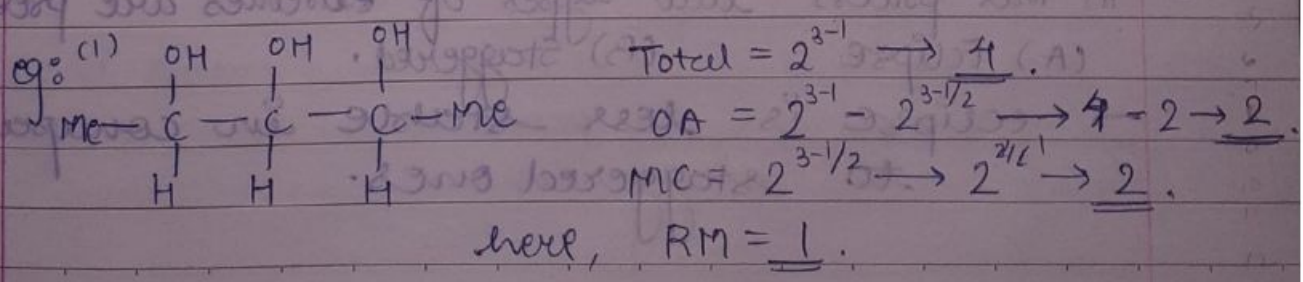 eg: (1) OH OH OH Total = 2^(3-1) → 4.
Me — C — C — C — Me OA = 2^(3-1) - 2^(3-1/2) → 4 - 2 → 2.
H H H MC = 2^(3-1/2) → 2^(2/2 1) → 2.
here, RM = 1.